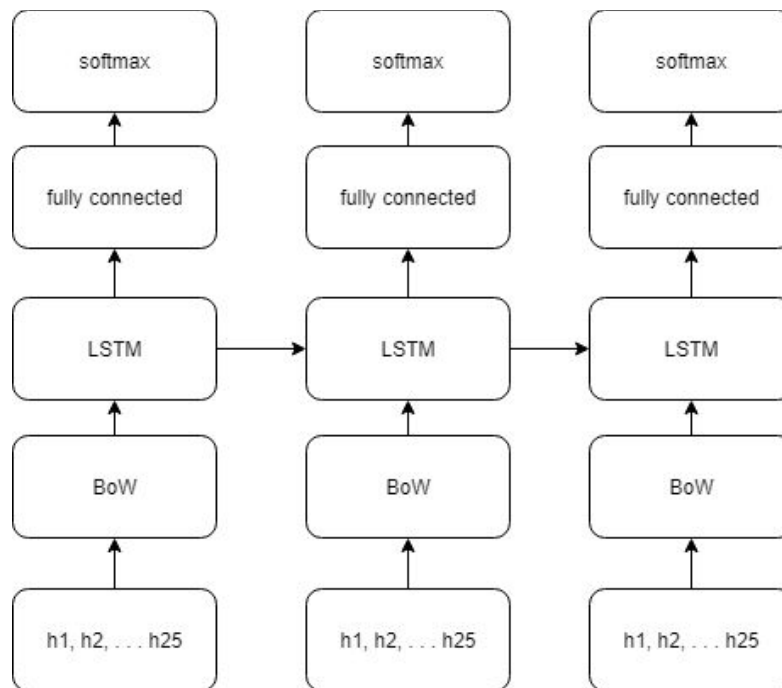 softmax
softmax
softmax
fully connected
fully connected
fully connected
LSTM
LSTM
LSTM
BoW
BoW
BoW
h1, h2, . . . h25
h1, h2, . . . h25
h1, h2, . . . h25